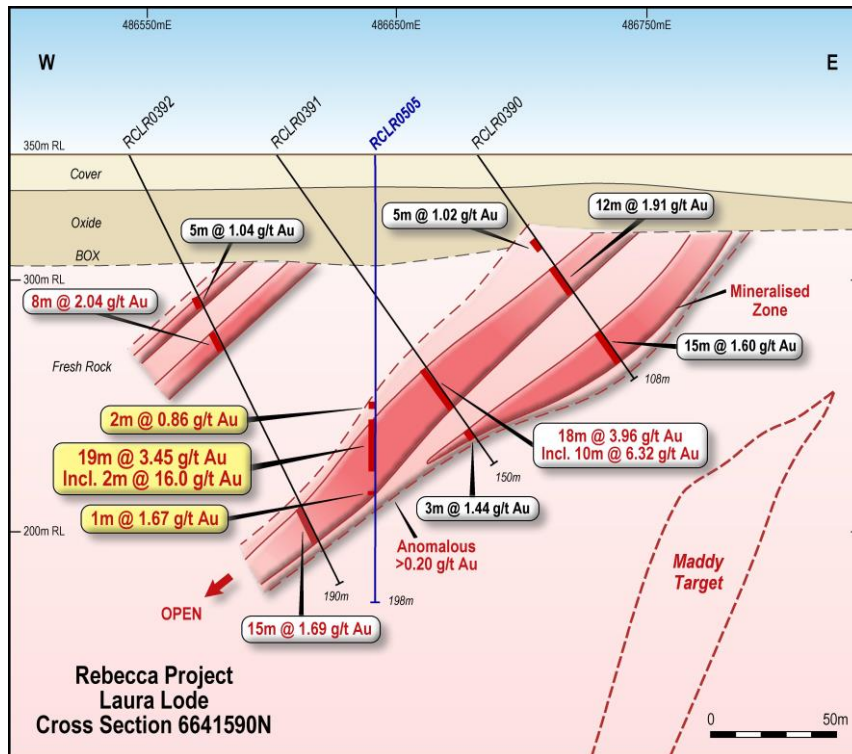 486550mE
486650mE
486750mE
W
E
RCLR0392
RCLR0391
RCLR0505
RCLR0390
350m RL
Cover
Oxide
BOX
5m @ 1.04 g/t Au
5m @ 1.02 g/t Au
12m @ 1.91 g/t Au
300m RL
8m @ 2.04 g/t Au
Mineralised
Zone
Fresh Rock
15m @ 1.60 g/t Au
108m
2m @ 0.86 g/t Au
19m @ 3.45 g/t Au
Incl. 2m @ 16.0 g/t Au
18m @ 3.96 g/t Au
Incl. 10m @ 6.32 g/t Au
150m
1m @ 1.67 g/t Au
3m @ 1.44 g/t Au
200m RL
Anomalous
>0.20 g/t Au
Maddy
Target
190m
198m
OPEN
15m @ 1.69 g/t Au
Rebecca Project
Laura Lode
Cross Section 6641590N
0
50m